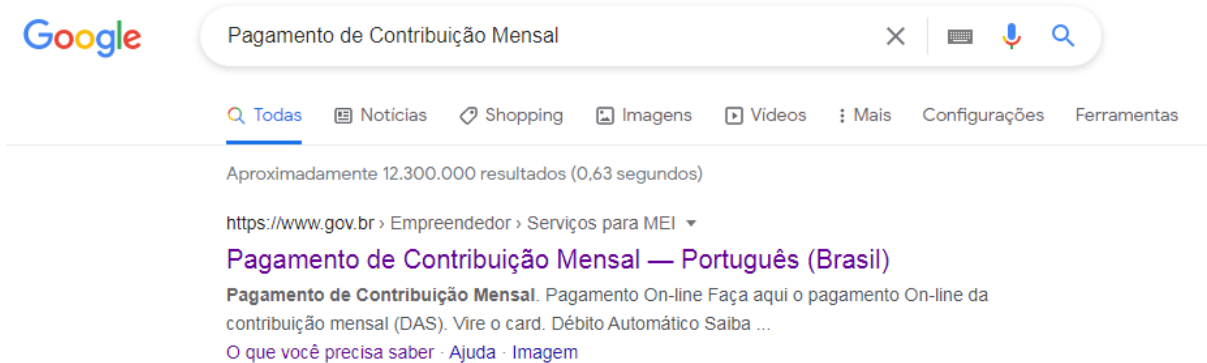 Google
Pagamento de Contribuição Mensal
Todas Notícias Shopping Imagens Vídeos Mais Configurações Ferramentas
Aproximadamente 12.300.000 resultados (0,63 segundos)
https://www.gov.br › Empreendedor › Serviços para MEI
Pagamento de Contribuição Mensal — Português (Brasil)
Pagamento de Contribuição Mensal. Pagamento On-line Faça aqui o pagamento On-line da
contribuição mensal (DAS). Vire o card. Débito Automático Saiba ...
O que você precisa saber · Ajuda · Imagem